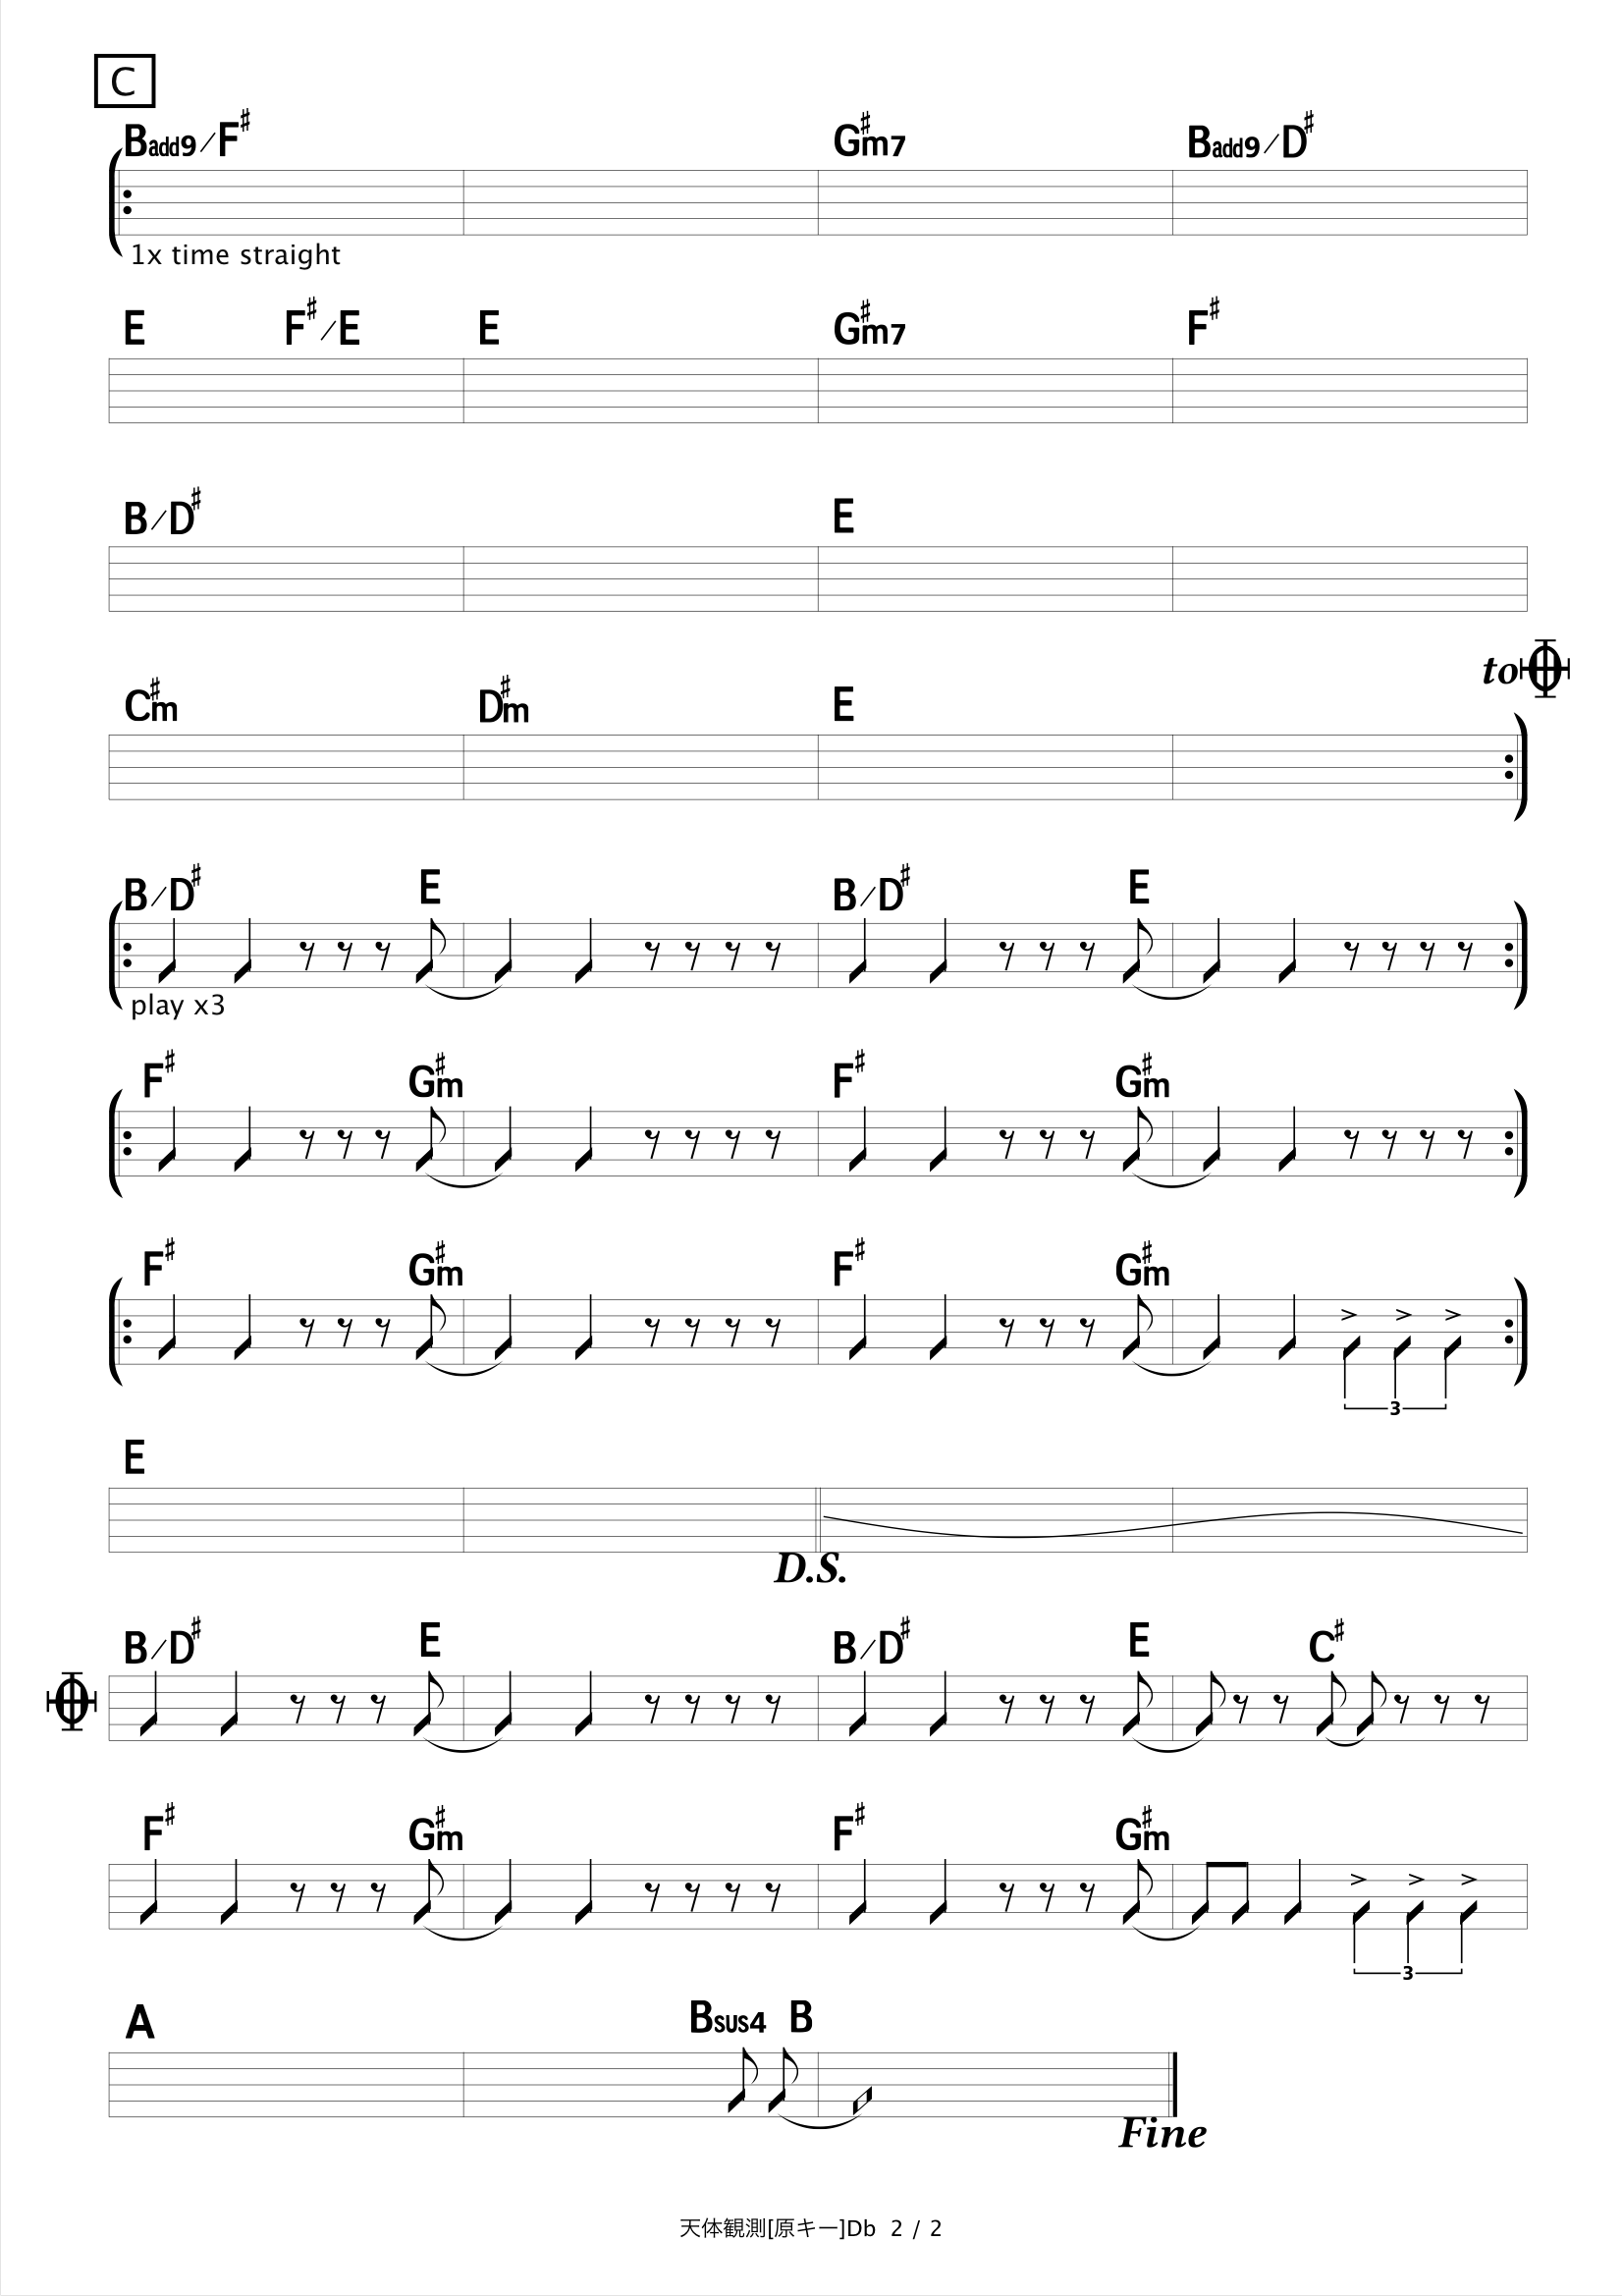 C
Badd9/F♯ G♯m7 Badd9/D♯
1x time straight
E F♯/E E G♯m7 F♯
B/D♯ E
to
C♯m D♯m E
B/D♯ E B/D♯ E
play x3
F♯ G♯m F♯ G♯m
F♯ G♯m F♯ G♯m
3
E
D.S.
B/D♯ E B/D♯ E C♯
F♯ G♯m F♯ G♯m
3
A Bsus4 B
Fine
天体観測[原キー]Db 2 / 2